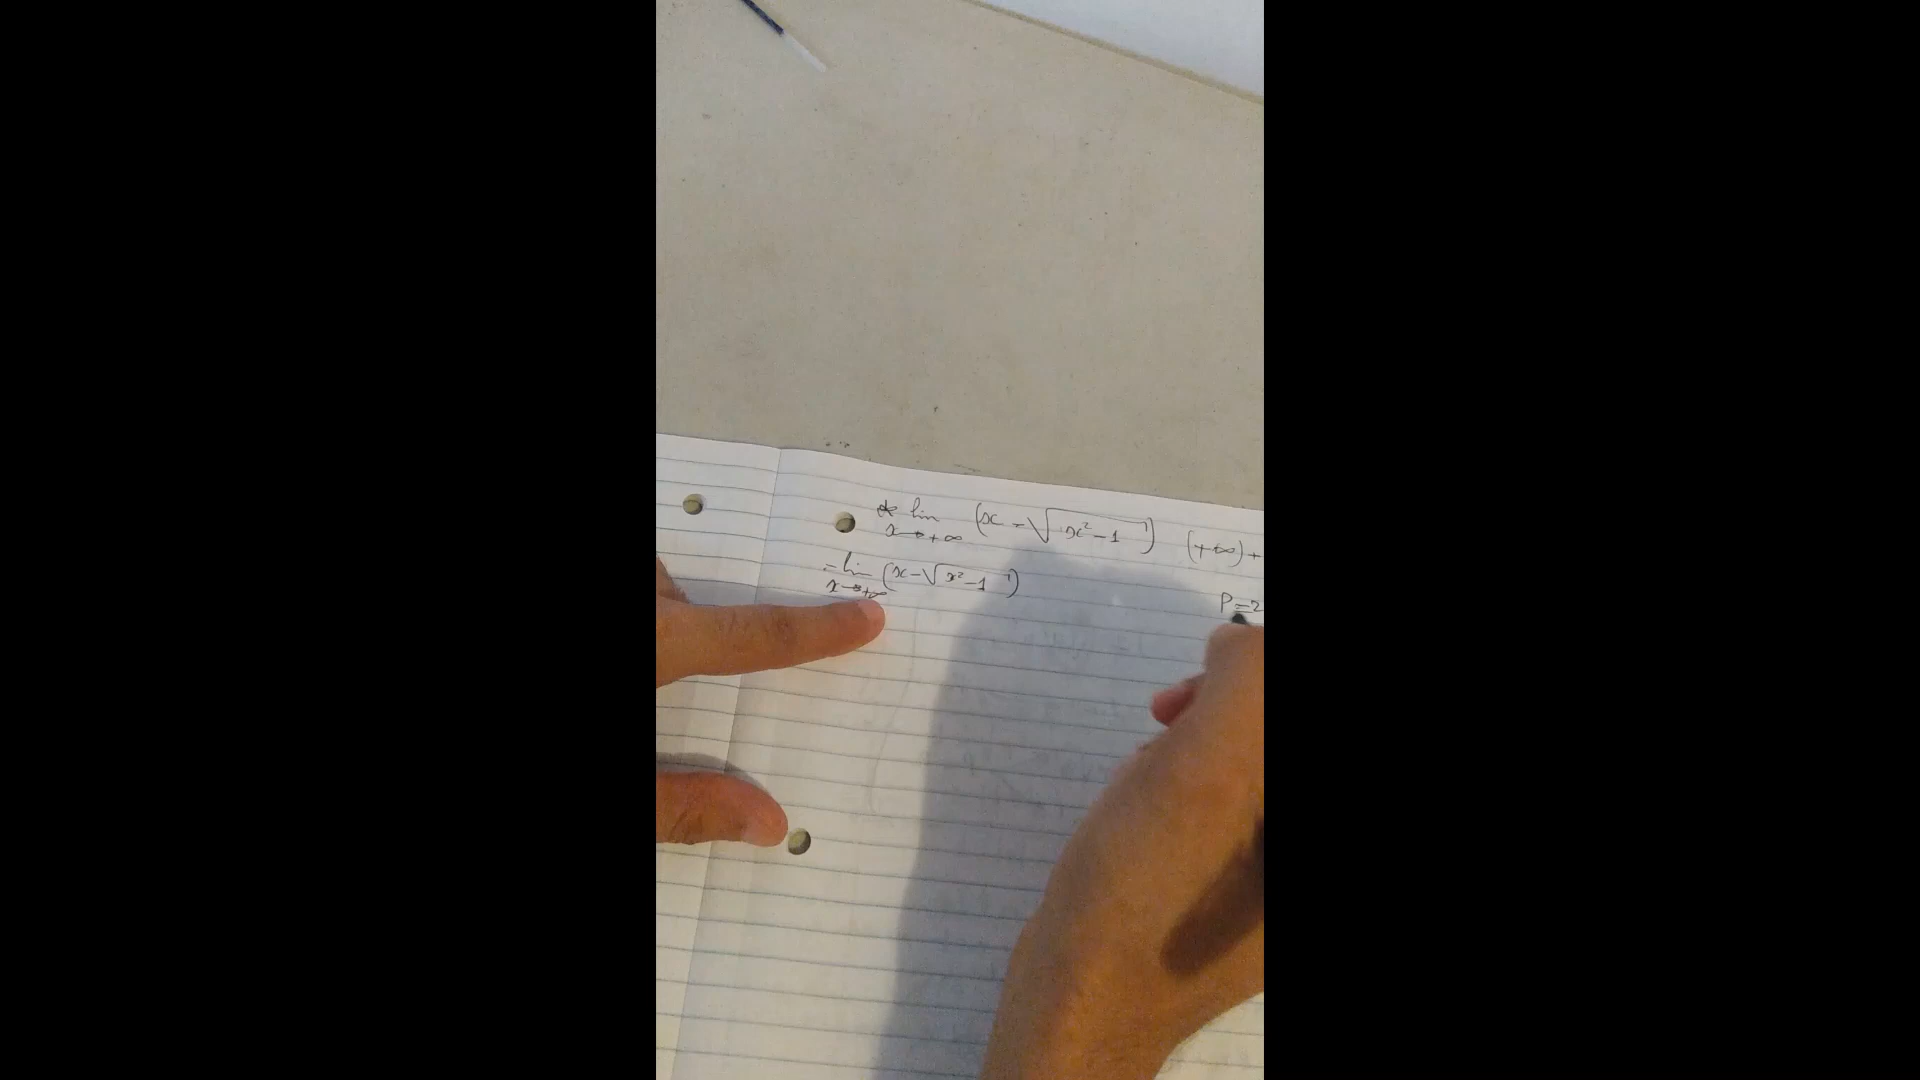 * lim x→+∞ (x - √(x² - 1)) (+∞) +
= lim x→+∞ (x - √(x² - 1))
P = 2